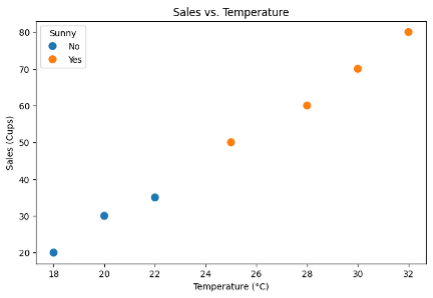 Sales vs. Temperature
Sunny
No
Yes
80
70
60
50
40
30
20
Sales (Cups)
18 20 22 24 26 28 30 32
Temperature (°C)